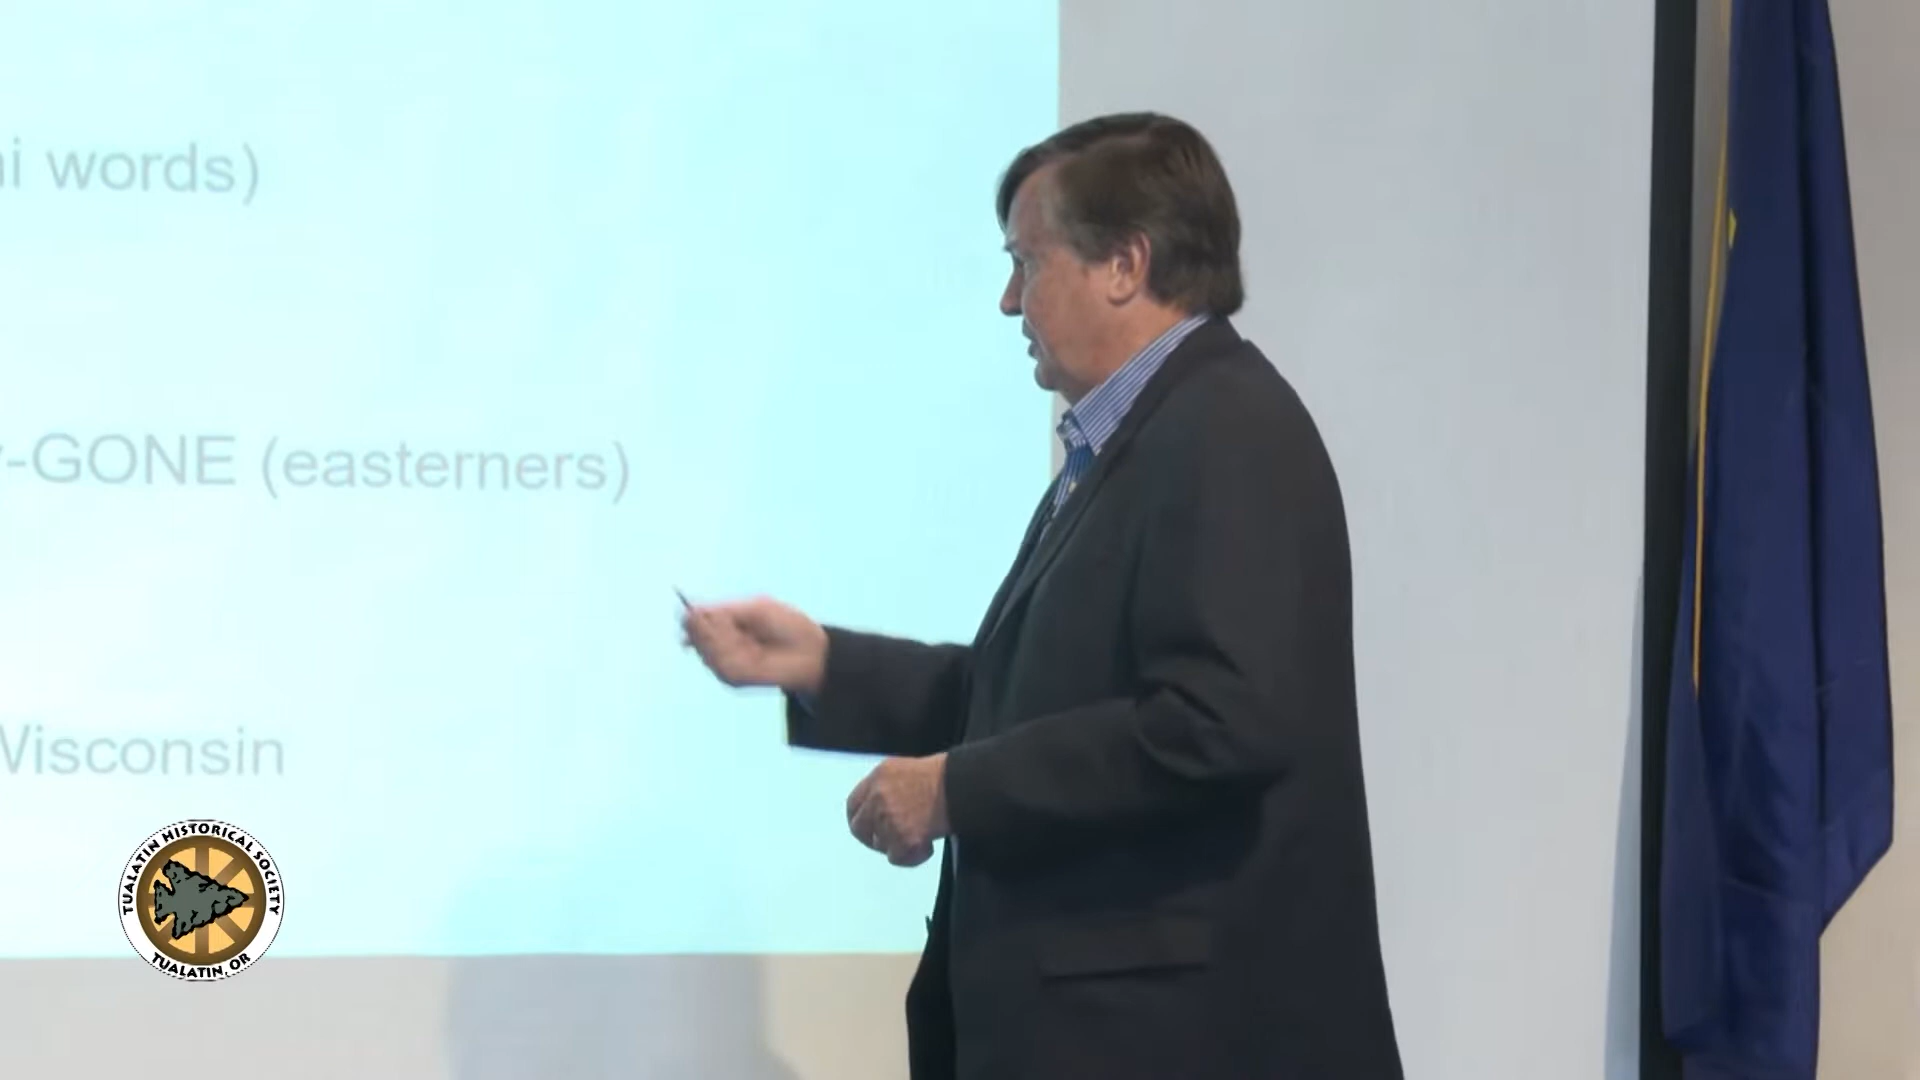 words)
-GONE (easterners)
Wisconsin
TUALATIN HISTORICAL SOCIETY
TUALATIN, OR